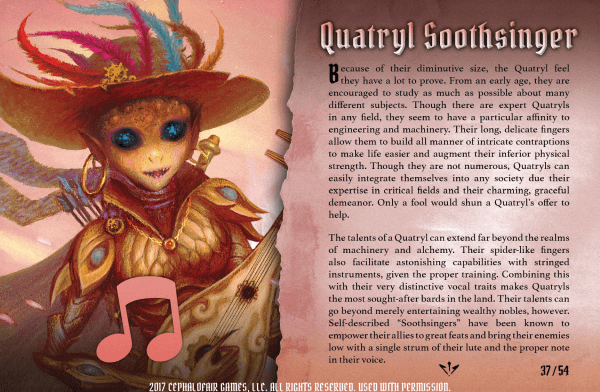 Quatryl Soothsinger
Because of their diminutive size, the Quatryl feel
they have a lot to prove. From an early age, they are
encouraged to study as much as possible about many
different subjects. Though there are expert Quatryls
in any field, they seem to have a particular affinity to
engineering and machinery. Their long, delicate fingers
allow them to build all manner of intricate contraptions
to make life easier and augment their inferior physical
strength. Though they are not numerous, Quatryls can
easily integrate themselves into any society due their
expertise in critical fields and their charming, graceful
demeanor. Only a fool would shun a Quatryl's offer to
help.
The talents of a Quatryl can extend far beyond the realms
of machinery and alchemy. Their spider-like fingers
also facilitate astonishing capabilities with stringed
instruments, given the proper training. Combining this
with their very distinctive vocal traits makes Quatryls
the most sought-after bards in the land. Their talents can
go beyond merely entertaining wealthy nobles, however.
Self-described "Soothsingers" have been known to
empower their allies to great feats and bring their enemies
low with a single strum of their lute and the proper note
in their voice.
37/54
2017 CEPHALOFAIR GAMES, LLC. ALL RIGHTS RESERVED. USED WITH PERMISSION.